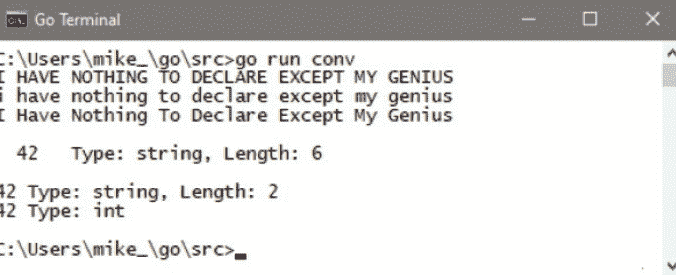 Go Terminal
C:\Users\mike_\go\src>go run conv
I HAVE NOTHING TO DECLARE EXCEPT MY GENIUS
i have nothing to declare except my genius
I Have Nothing To Declare Except My Genius
42 Type: string, Length: 6
42 Type: string, Length: 2
42 Type: int
C:\Users\mike_\go\src>